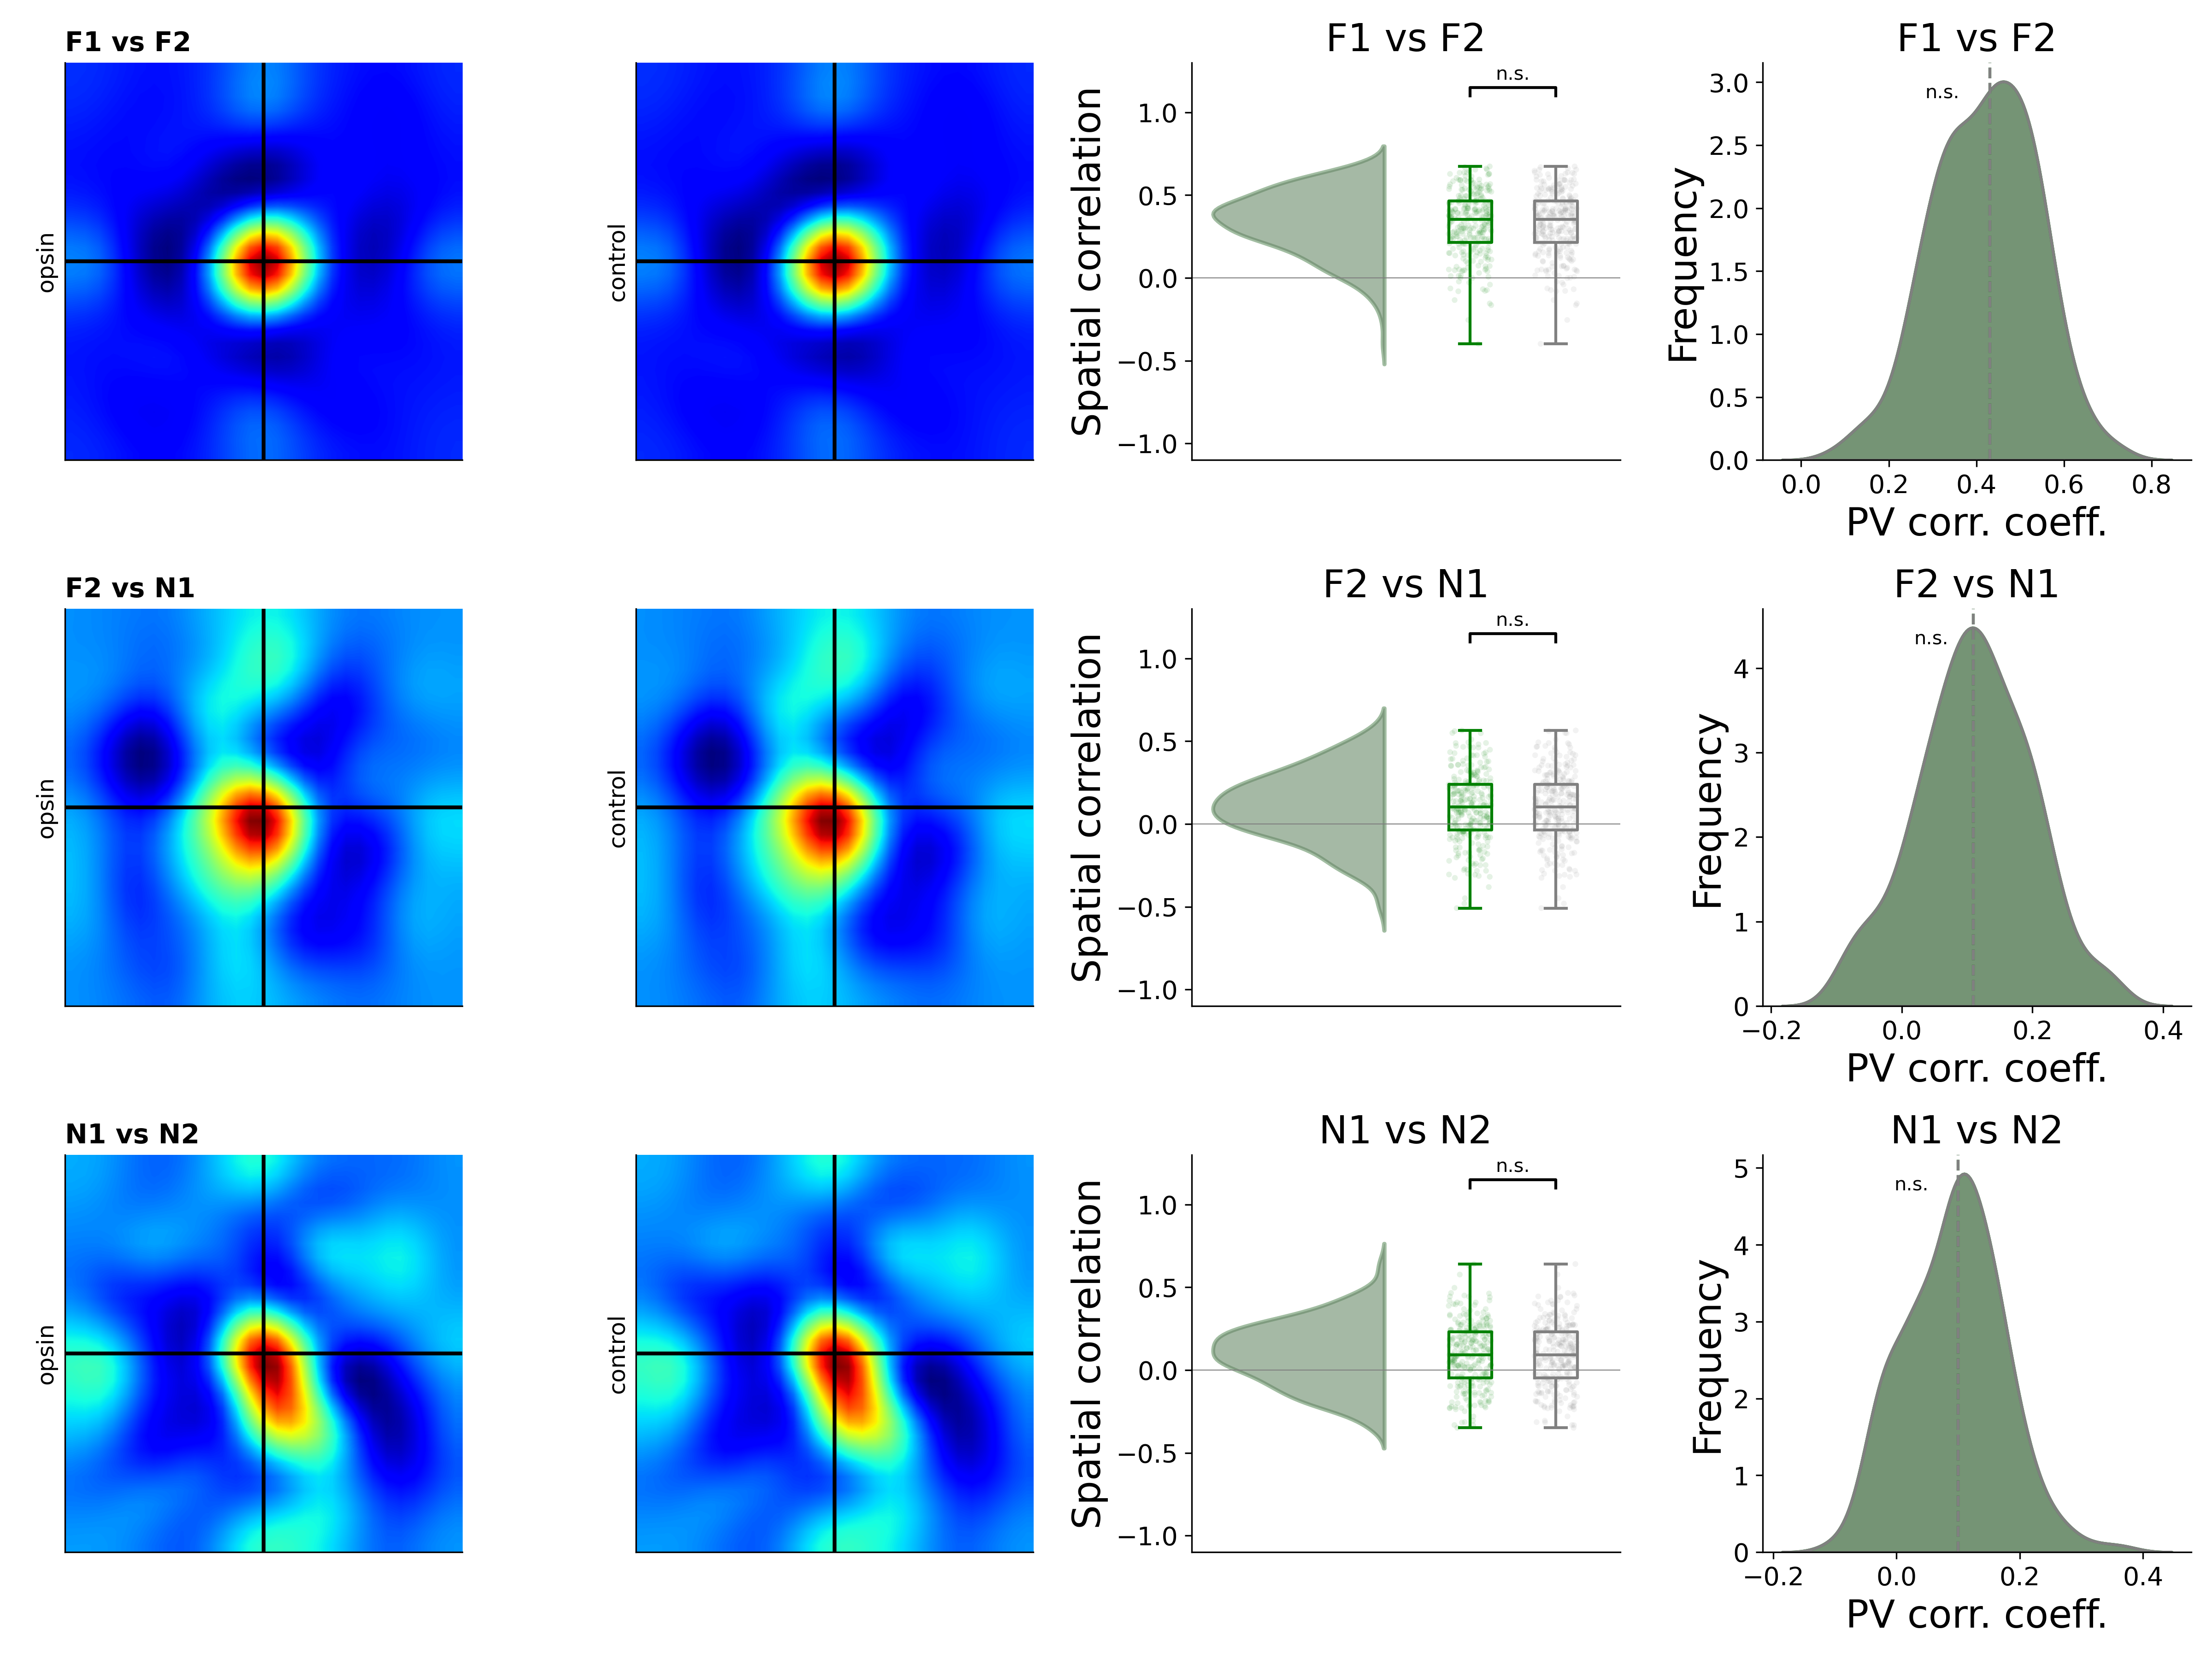 F1 vs F2
opsin
control
F1 vs F2
Spatial correlation
1.0
0.5
0.0
−0.5
−1.0
n.s.
F1 vs F2
Frequency
3.0
2.5
2.0
1.5
1.0
0.5
0.0
n.s.
0.0 0.2 0.4 0.6 0.8
PV corr. coeff.
F2 vs N1
opsin
control
F2 vs N1
Spatial correlation
1.0
0.5
0.0
−0.5
−1.0
n.s.
F2 vs N1
Frequency
4
3
2
1
0
n.s.
−0.2 0.0 0.2 0.4
PV corr. coeff.
N1 vs N2
opsin
control
N1 vs N2
Spatial correlation
1.0
0.5
0.0
−0.5
−1.0
n.s.
N1 vs N2
Frequency
5
4
3
2
1
0
n.s.
−0.2 0.0 0.2 0.4
PV corr. coeff.